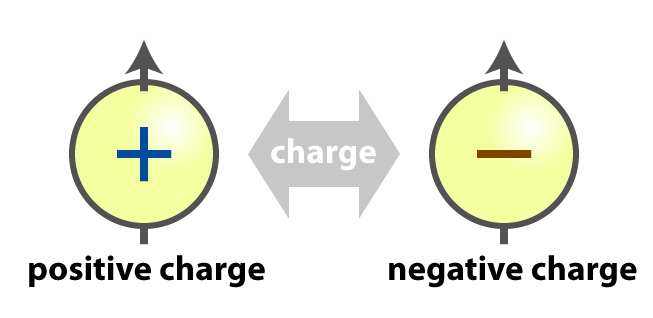 +
−
charge
positive charge
negative charge